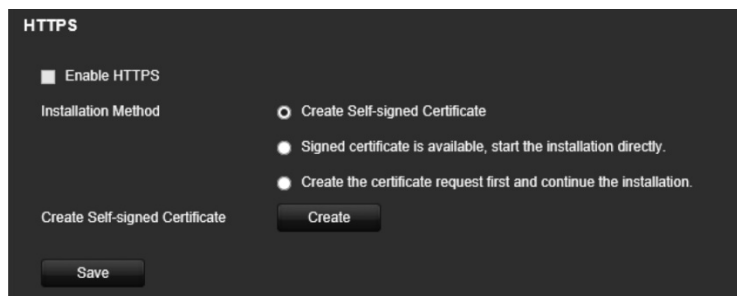 HTTPS
Enable HTTPS
Installation Method Create Self-signed Certificate
Signed certificate is available, start the installation directly.
Create the certificate request first and continue the installation.
Create Self-signed Certificate Create
Save